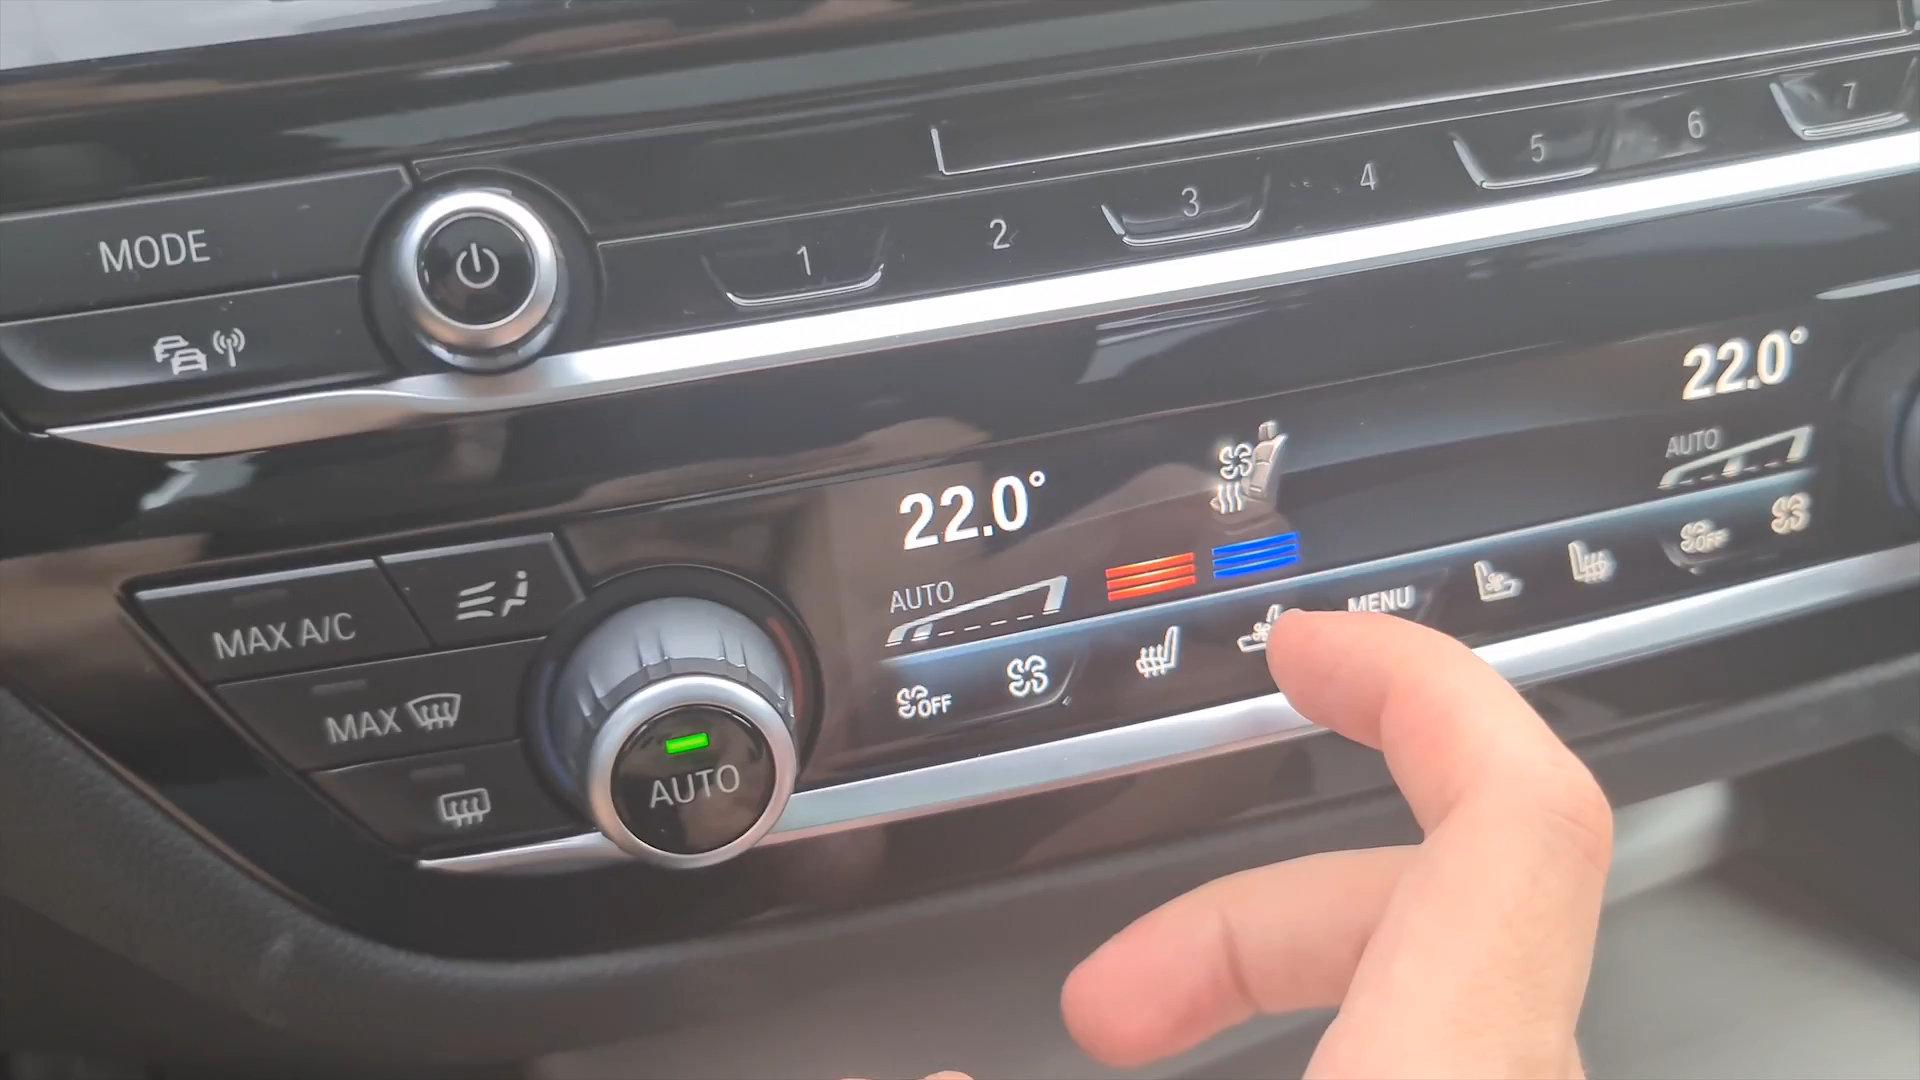 MODE
1 2 3 4 5 6 7
22.0°
22.0°
AUTO
AUTO
MAX A/C
MENU
OFF
MAX
OFF
AUTO